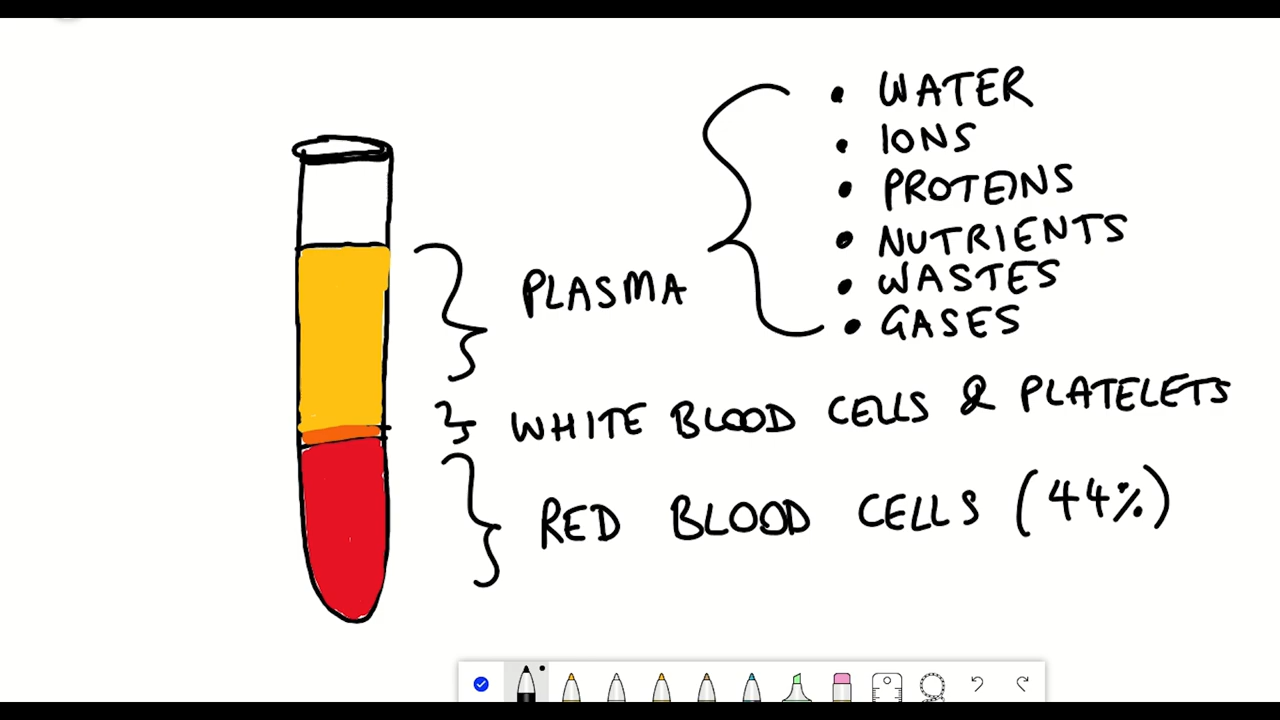 • WATER
• IONS
• PROTEINS
• NUTRIENTS
• WASTES
• GASES
PLASMA
WHITE BLOOD CELLS & PLATELETS
RED BLOOD CELLS (44%)